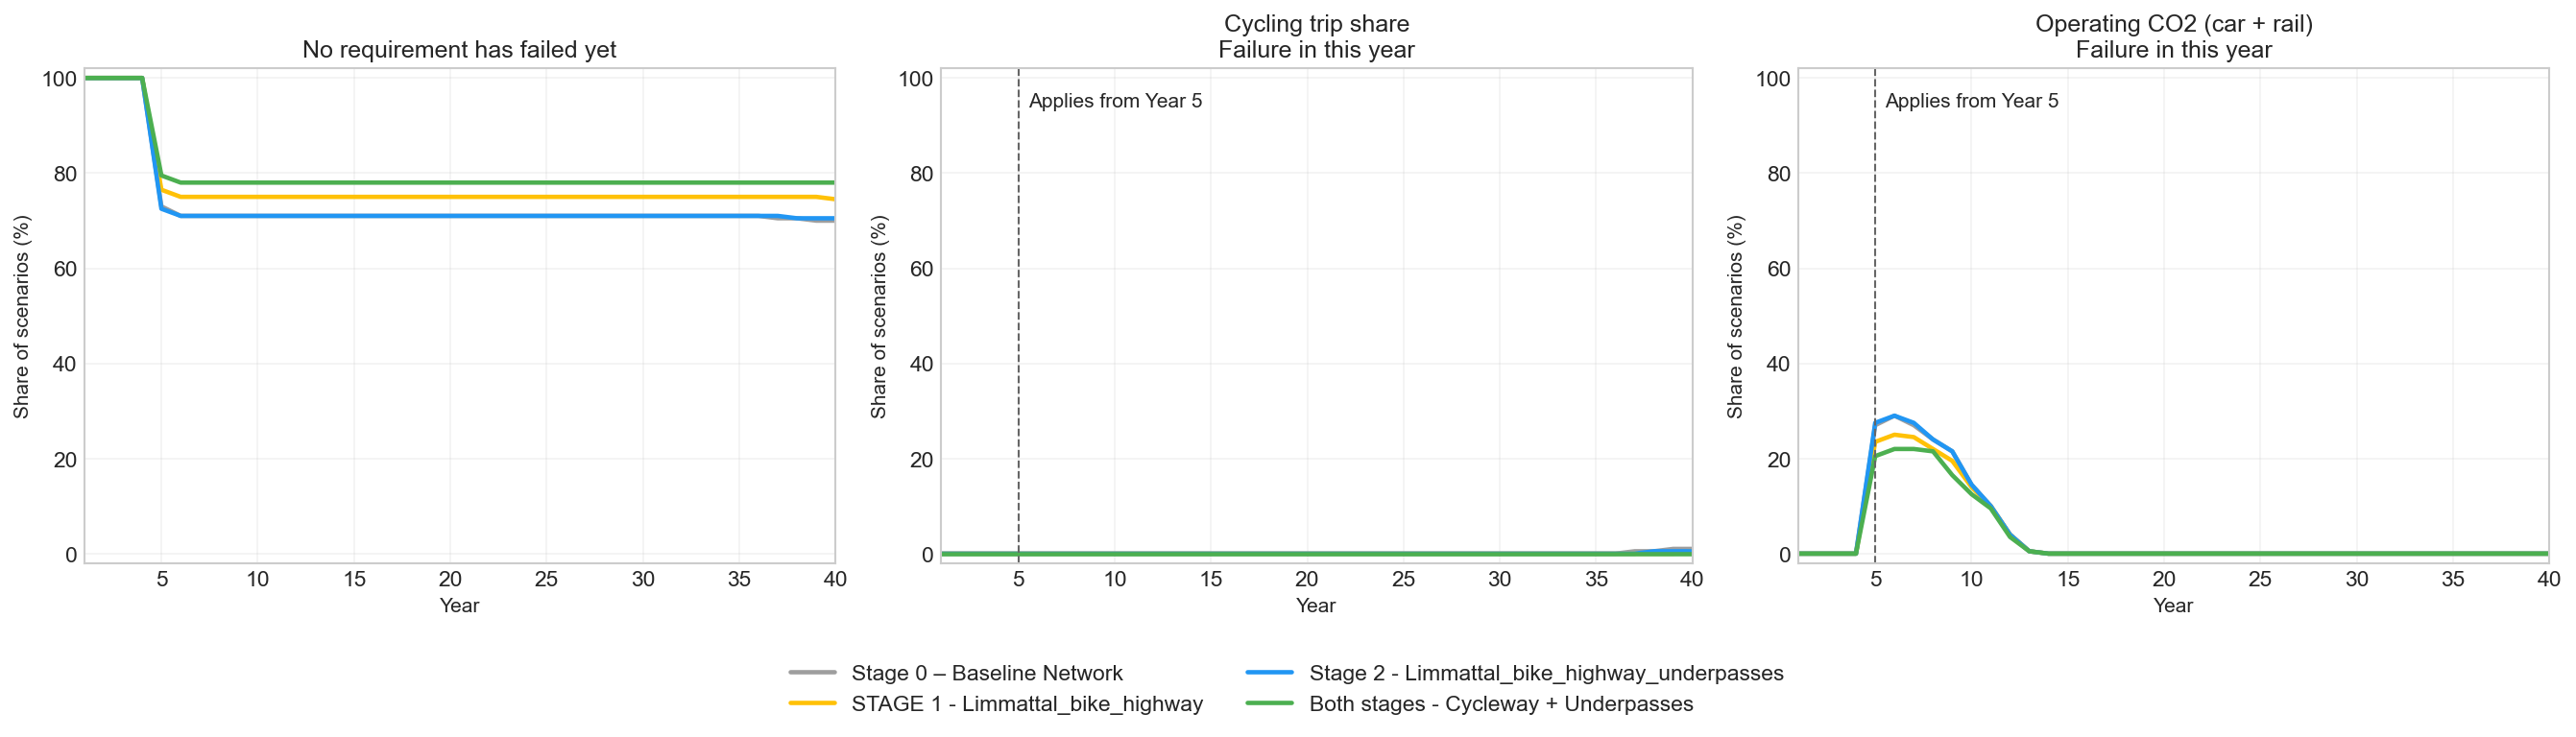 No requirement has failed yet
Share of scenarios (%)
100
80
60
40
20
0
5 10 15 20 25 30 35 40
Year
Cycling trip share
Failure in this year
Applies from Year 5
Share of scenarios (%)
100
80
60
40
20
0
5 10 15 20 25 30 35 40
Year
Operating CO2 (car + rail)
Failure in this year
Applies from Year 5
Share of scenarios (%)
100
80
60
40
20
0
5 10 15 20 25 30 35 40
Year
Stage 0 – Baseline Network
STAGE 1 - Limmattal_bike_highway
Stage 2 - Limmattal_bike_highway_underpasses
Both stages - Cycleway + Underpasses